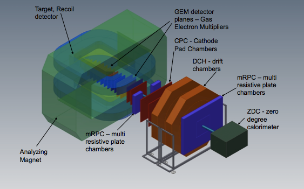 Target, Recoil
detector
GEM detector
planes – Gas
Electron Multipliers
CPC - Cathode
Pad Chambers
DCH - drift
chambers
mRPC – multi
resistive plate
chambers
ZDC - zero
degree
calorimeter
mRPC – multi
resistive plate
chambers
Analyzing
Magnet